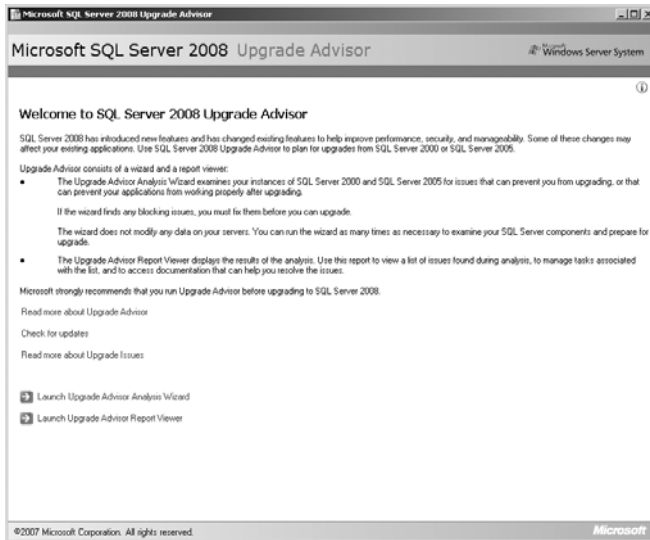 Microsoft SQL Server 2008 Upgrade Advisor
Microsoft SQL Server 2008 Upgrade Advisor
Microsoft
Windows Server System
Welcome to SQL Server 2008 Upgrade Advisor
SQL Server 2008 has introduced new features and has changed existing features to help improve performance, security, and manageability. Some of these changes may
affect your existing applications. Use SQL Server 2008 Upgrade Advisor to plan for upgrades from SQL Server 2000 or SQL Server 2005.
Upgrade Advisor consists of a wizard and a report viewer:
• The Upgrade Advisor Analysis Wizard examines your instances of SQL Server 2000 and SQL Server 2005 for issues that can prevent you from upgrading, or that
can prevent your applications from working properly after upgrading.
If the wizard finds any blocking issues, you must fix them before you can upgrade.
The wizard does not modify any data on your servers. You can run the wizard as many times as necessary to examine your SQL Server components and prepare for
upgrade.
• The Upgrade Advisor Report Viewer displays the results of the analysis. Use this report to view a list of issues found during analysis, to manage tasks associated
with the list, and to access documentation that can help you resolve the issues.
Microsoft strongly recommends that you run Upgrade Advisor before upgrading to SQL Server 2008.
Read more about Upgrade Advisor
Check for updates
Read more about Upgrade Issues
Launch Upgrade Advisor Analysis Wizard
Launch Upgrade Advisor Report Viewer
©2007 Microsoft Corporation. All rights reserved.
Microsoft